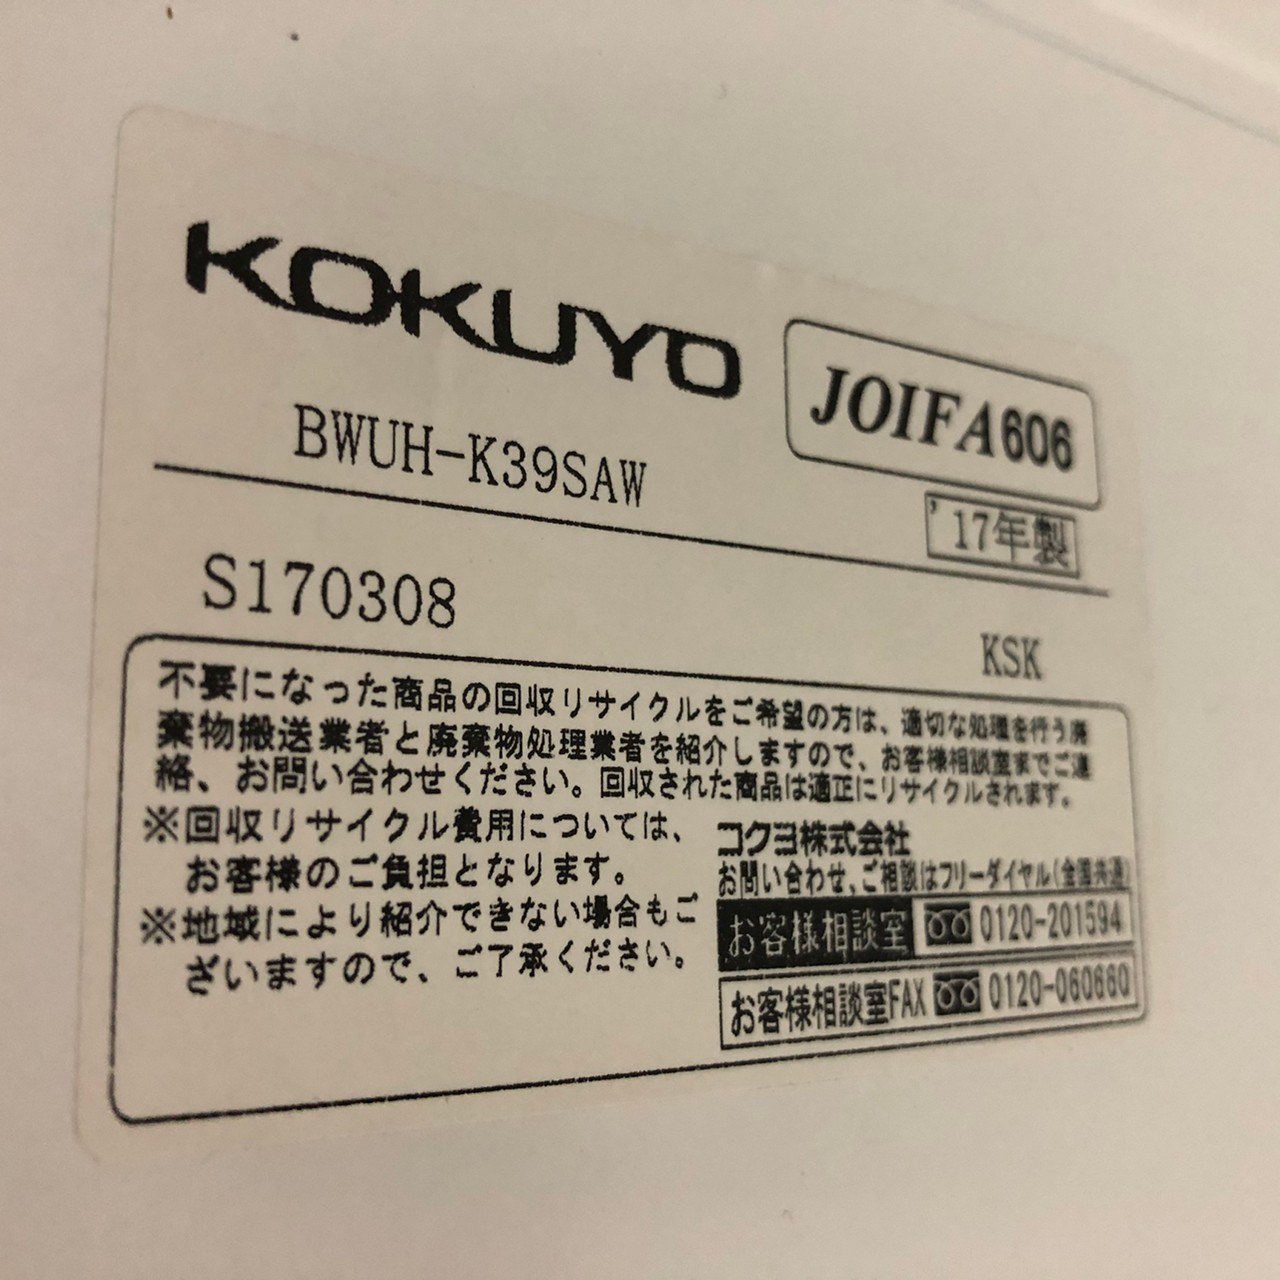 KOKUYO
JOIFA606
BWUH-K39SAW
'17年製
S170308
KSK
不要になった商品の回収リサイクルをご希望の方は、適切な処理を行う廃
棄物搬送業者と廃棄物処理業者を紹介しますので、お客様相談室までご連
絡、お問い合わせください。回収された商品は適正にリサイクルされます。
※回収リサイクル費用については、
お客様のご負担となります。
※地域により紹介できない場合もご
ざいますので、ご了承ください。
コクヨ株式会社
お問い合わせ、ご相談はフリーダイヤル(全国共通)
お客様相談室 0120-201594
お客様相談室FAX 0120-060660